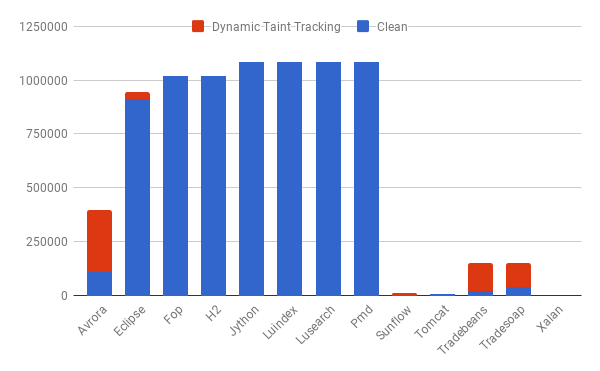 Dynamic Taint Tracking
Clean
1250000
1000000
750000
500000
250000
0
Avrora
Eclipse
Fop
H2
Jython
Luindex
Lusearch
Pmd
Sunflow
Tomcat
Tradebeans
Tradesoap
Xalan